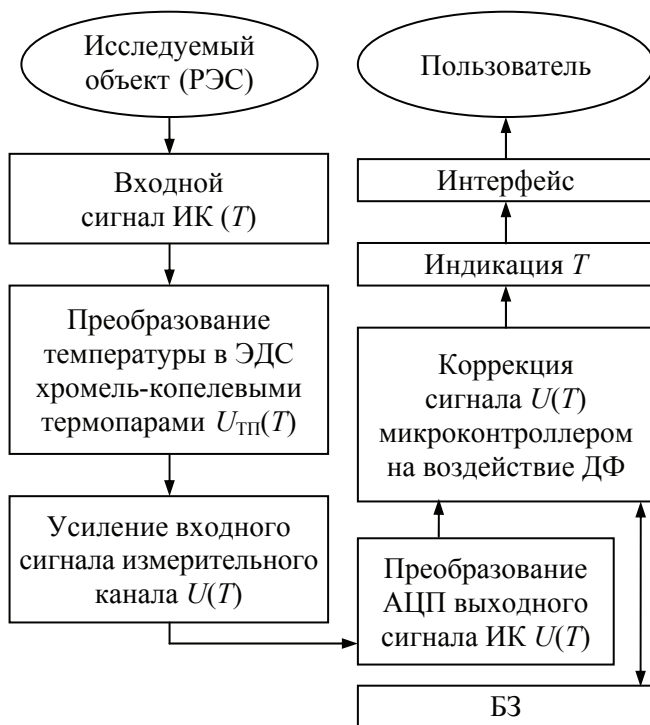 Исследуемый
объект (РЭС)
Входной
сигнал ИК (T)
Преобразование
температуры в ЭДС
хромель-копелевыми
термопарами Uтп(T)
Усиление входного
сигнала измерительного
канала U(T)
Пользователь
Интерфейс
Индикация T
Коррекция
сигнала U(T)
микроконтроллером
на воздействие ДФ
Преобразование
АЦП выходного
сигнала ИК U(T)
БЗ